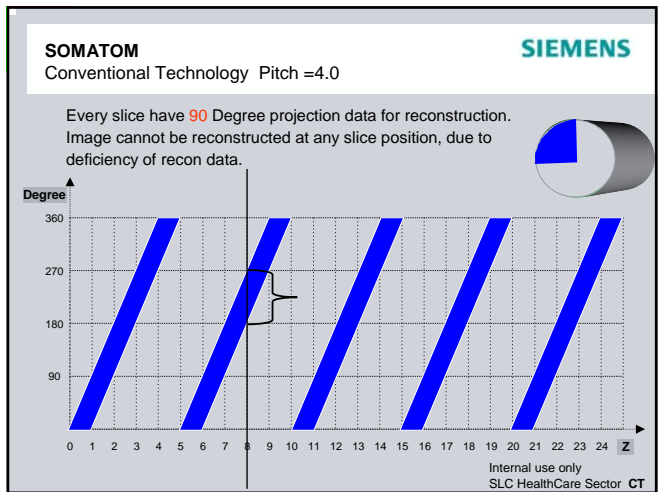 SOMATOM
SIEMENS
Conventional Technology Pitch =4.0
Every slice have 90 Degree projection data for reconstruction.
Image cannot be reconstructed at any slice position, due to
deficiency of recon data.
Degree
360
270
180
90
0 1 2 3 4 5 6 7 8 9 10 11 12 13 14 15 16 17 18 19 20 21 22 23 24 Z
Internal use only
SLC HealthCare Sector CT